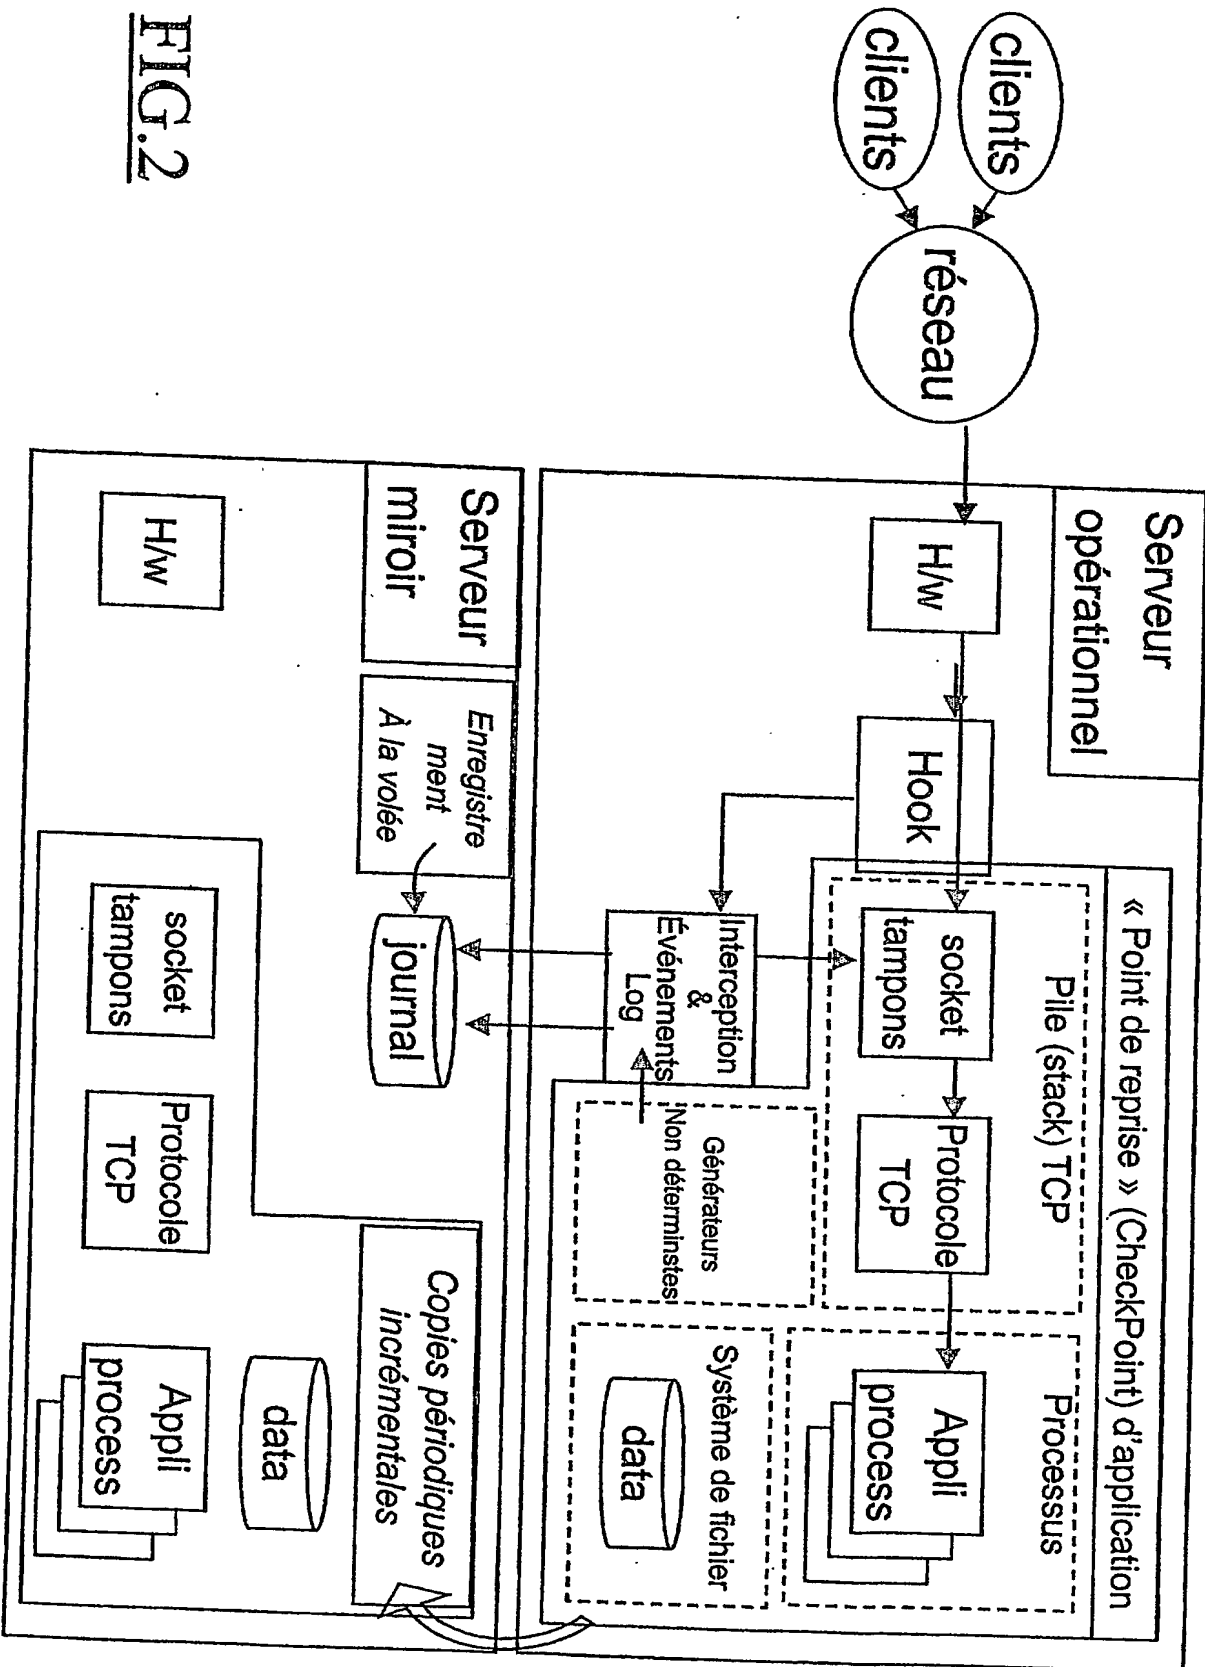 clients
clients
réseau
Serveur
opérationnel
H/w
Hook
« Point de reprise » (CheckPoint) d'application
Pile (stack) TCP
socket
tampons
Protocole
TCP
Processus
Appli
process
Interception
&
Événements
Log
Générateurs
Non déterminstes
Système de fichier
data
Serveur
miroir
Enregistre
ment
À la volée
journal
Copies périodiques
incrémentales
H/w
socket
tampons
Protocole
TCP
data
Appli
process
FIG.2